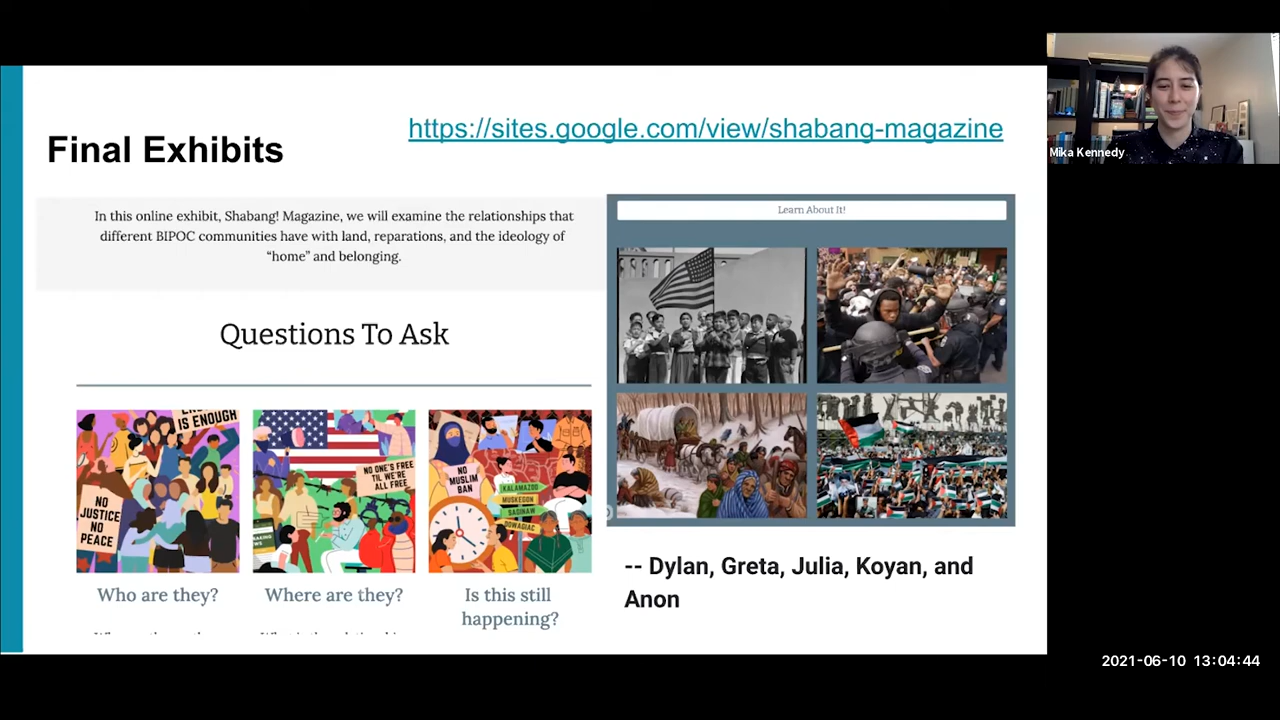 Final Exhibits
https://sites.google.com/view/shabang-magazine
Mika Kennedy
In this online exhibit, Shabang! Magazine, we will examine the relationships that
different BIPOC communities have with land, reparations, and the ideology of
“home” and belonging.
Questions To Ask
IS ENOUGH
NO
JUSTICE
NO
PEACE
NO ONE'S FREE
TIL WE'RE
ALL FREE
NO
MUSLIM
BAN
KALAMAZOO
MUSKEGON
SAGINAW
DOWAGIAC
Who are they?
Where are they?
Is this still
happening?
Learn About It!
-- Dylan, Greta, Julia, Koyan, and
Anon
2021-06-10 13:04:44